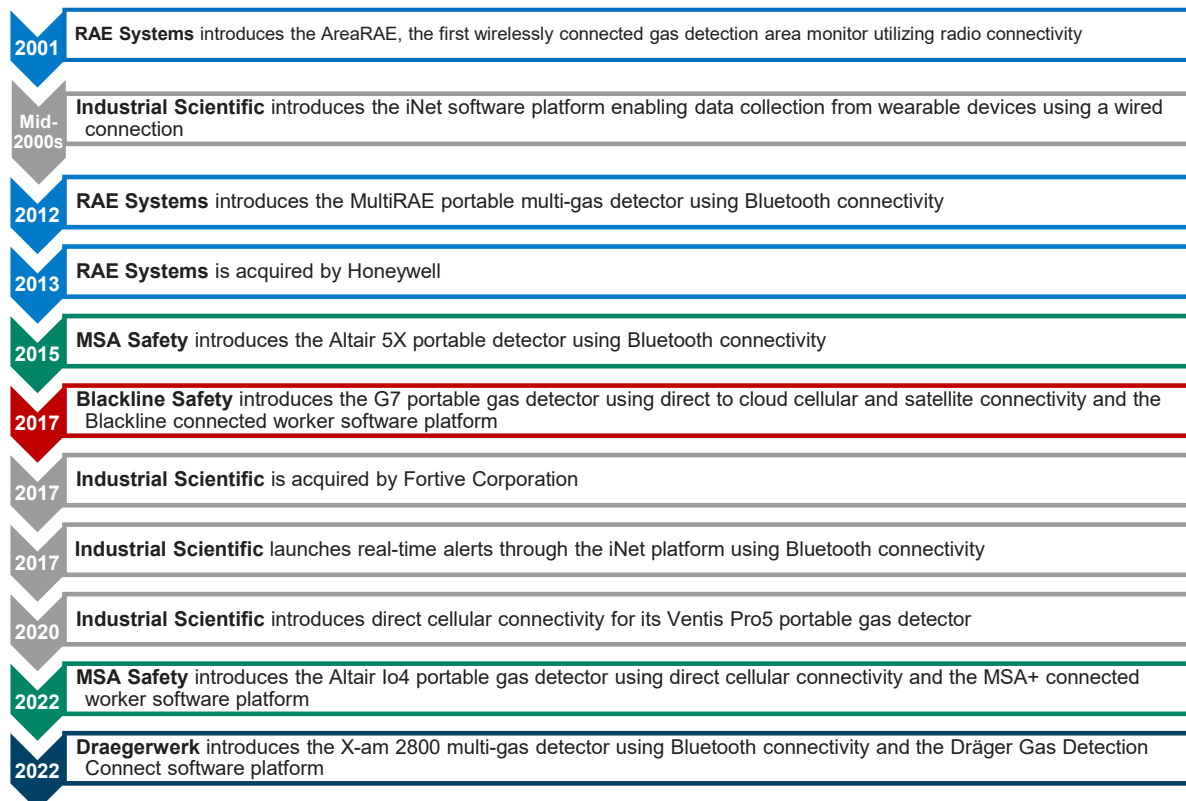 2001
RAE Systems introduces the AreaRAE, the first wirelessly connected gas detection area monitor utilizing radio connectivity
Mid-
2000s
Industrial Scientific introduces the iNet software platform enabling data collection from wearable devices using a wired
connection
2012
RAE Systems introduces the MultiRAE portable multi-gas detector using Bluetooth connectivity
2013
RAE Systems is acquired by Honeywell
2015
MSA Safety introduces the Altair 5X portable detector using Bluetooth connectivity
2017
Blackline Safety introduces the G7 portable gas detector using direct to cloud cellular and satellite connectivity and the
Blackline connected worker software platform
2017
Industrial Scientific is acquired by Fortive Corporation
2017
Industrial Scientific launches real-time alerts through the iNet platform using Bluetooth connectivity
2020
Industrial Scientific introduces direct cellular connectivity for its Ventis Pro5 portable gas detector
2022
MSA Safety introduces the Altair Io4 portable gas detector using direct cellular connectivity and the MSA+ connected
worker software platform
2022
Draegerwerk introduces the X-am 2800 multi-gas detector using Bluetooth connectivity and the Dräger Gas Detection
Connect software platform